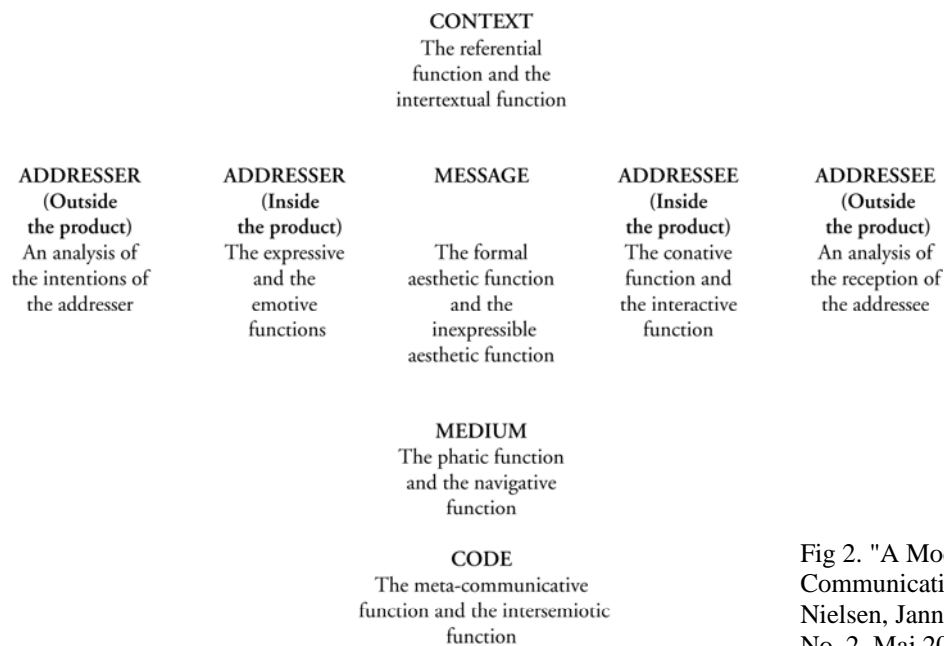 CONTEXT
The referential
function and the
intertextual function
ADDRESSER
(Outside
the product)
An analysis of
the intentions of
the addresser
ADDRESSER
(Inside
the product)
The expressive
and the
emotive
functions
MESSAGE
The formal
aesthetic function
and the
inexpressible
aesthetic function
ADDRESSEE
(Inside
the product)
The conative
function and
the interactive
function
ADDRESSEE
(Outside
the product)
An analysis of
the reception of
the addressee
MEDIUM
The phatic function
and the navigative
function
CODE
The meta-communicative
function and the intersemiotic
function
Fig 2. "A Mo
Communicati
Nielsen, Jann
No. 2, Mai 20